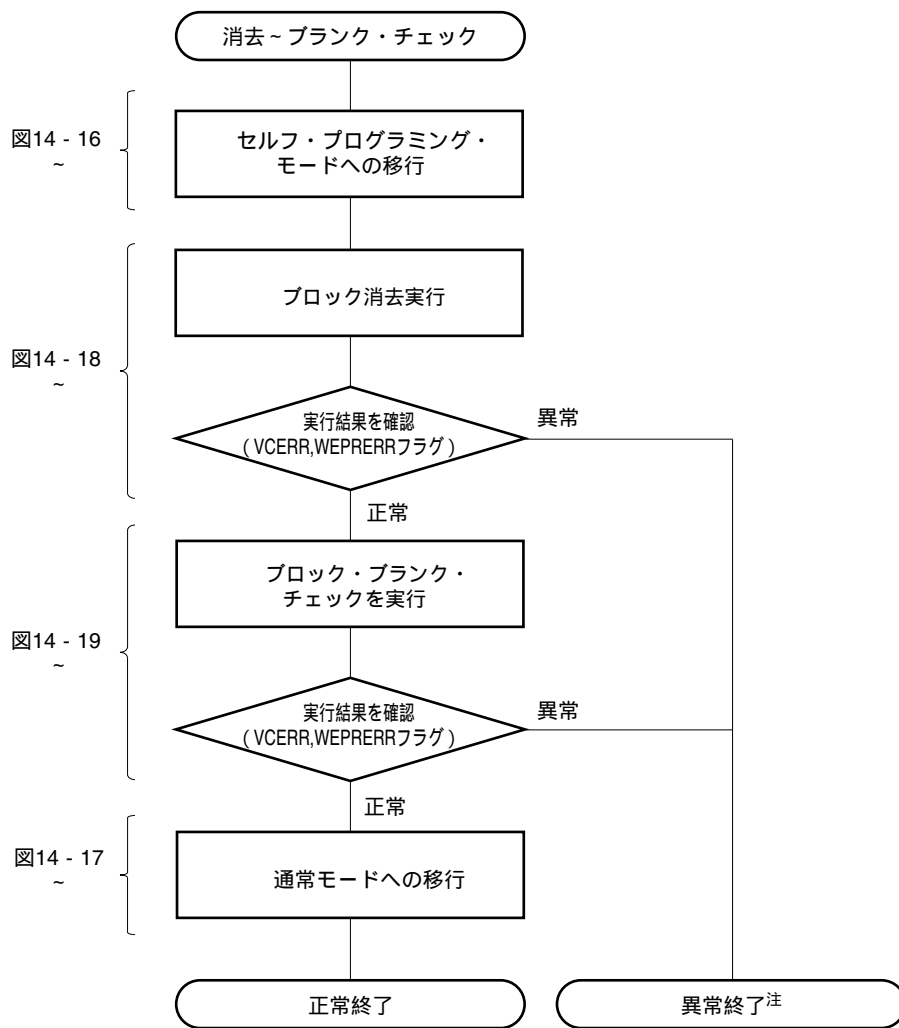 消去~ブランク・チェック
図14 - 16
~
セルフ・プログラミング・
モードへの移行
図14 - 18
~
ブロック消去実行
実行結果を確認
(VCERR,WEPRERRフラグ)
異常
正常
図14 - 19
~
ブロック・ブランク・
チェックを実行
実行結果を確認
(VCERR,WEPRERRフラグ)
異常
正常
図14 - 17
~
通常モードへの移行
正常終了
異常終了注